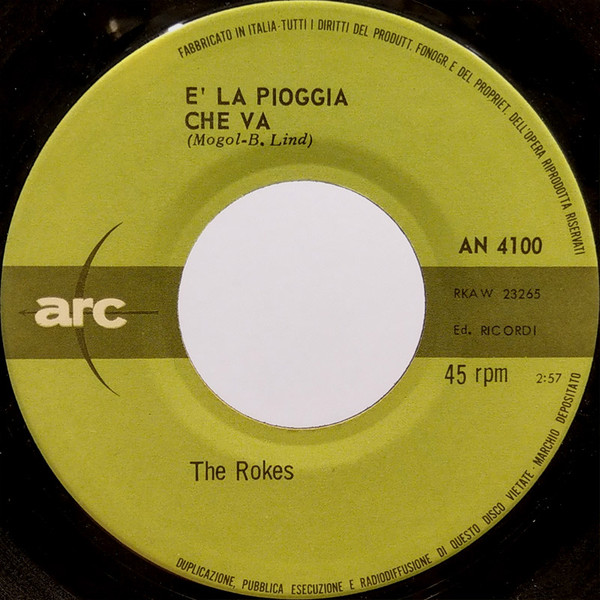 FABBRICATO IN ITALIA-TUTTI I DIRITTI DEL PRODUTT. FONOGR. E DEL PROPRIET. DELL'OPERA RIPRODOTTA RISERVATI
E' LA PIOGGIA
CHE VA
(Mogol-B. Lind)
AN 4100
RKAW 23265
arc
Ed. RICORDI
45 rpm 2:57
The Rokes
DUPLICAZIONE, PUBBLICA ESECUZIONE E RADIODIFFUSIONE DI QUESTO DISCO VIETATE - MARCHIO DEPOSITATO